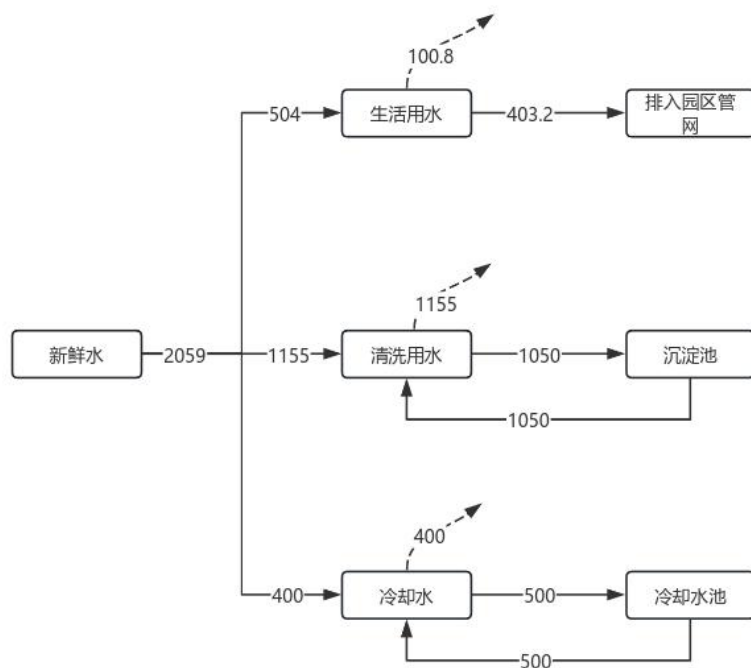 100.8
504
生活用水
403.2
排入园区管
网
1155
新鲜水
2059
1155
清洗用水
1050
沉淀池
1050
400
400
冷却水
500
冷却水池
500